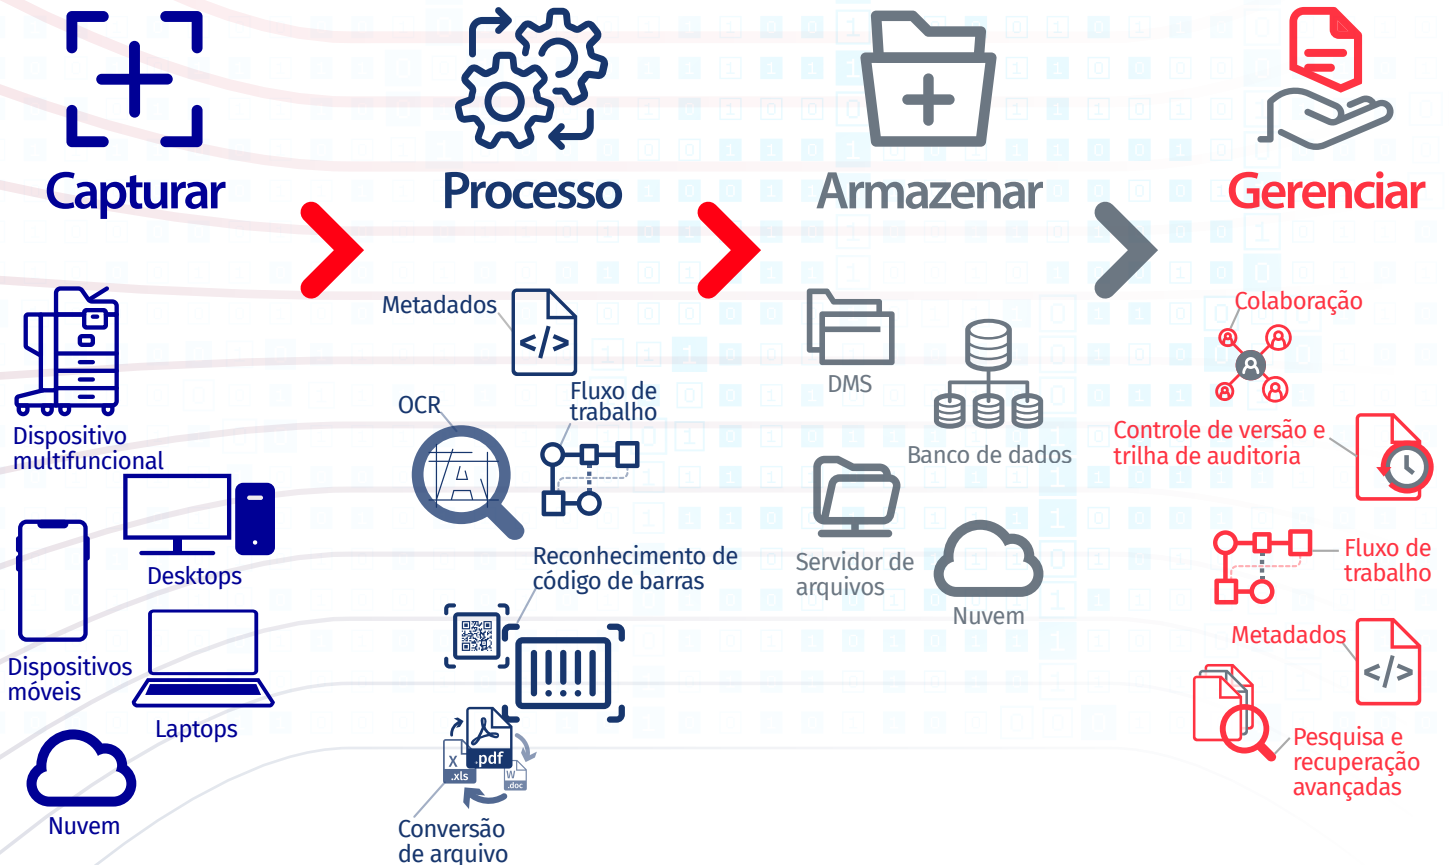 Capturar
Processo
Armazenar
Gerenciar
Dispositivo
multifuncional
Desktops
Dispositivos
móveis
Laptops
Nuvem
Metadados
</>
OCR
A
Fluxo de
trabalho
Reconhecimento de
código de barras
.pdf
X
.xls
W
.doc
Conversão
de arquivo
DMS
Banco de dados
Servidor de
arquivos
Nuvem
Colaboração
Controle de versão e
trilha de auditoria
Fluxo de
trabalho
Metadados
</>
Pesquisa e
recuperação
avançadas